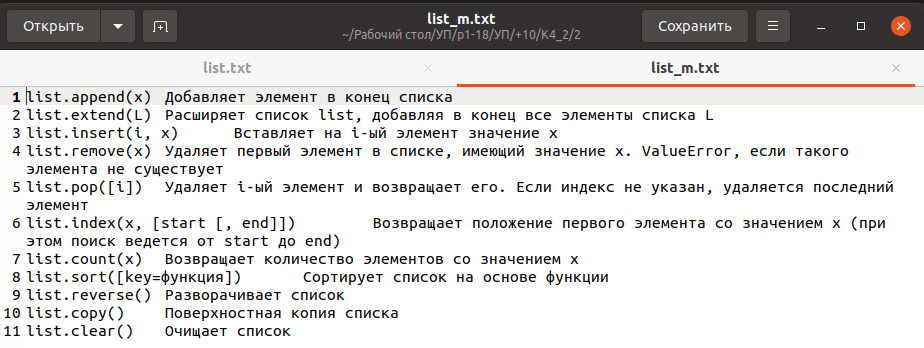 Открыть
list_m.txt
~/Рабочий стол/УП/p1-18/УП/+10/K4_2/2
Сохранить
list.txt
list_m.txt
1 list.append(x) Добавляет элемент в конец списка
2 list.extend(L) Расширяет список list, добавляя в конец все элементы списка L
3 list.insert(i, x) Вставляет на i-ый элемент значение x
4 list.remove(x) Удаляет первый элемент в списке, имеющий значение x. ValueError, если такого
элемента не существует
5 list.pop([i]) Удаляет i-ый элемент и возвращает его. Если индекс не указан, удаляется последний
элемент
6 list.index(x, [start [, end]]) Возвращает положение первого элемента со значением x (при
этом поиск ведется от start до end)
7 list.count(x) Возвращает количество элементов со значением x
8 list.sort([key=функция]) Сортирует список на основе функции
9 list.reverse() Разворачивает список
10 list.copy() Поверхностная копия списка
11 list.clear() Очищает список